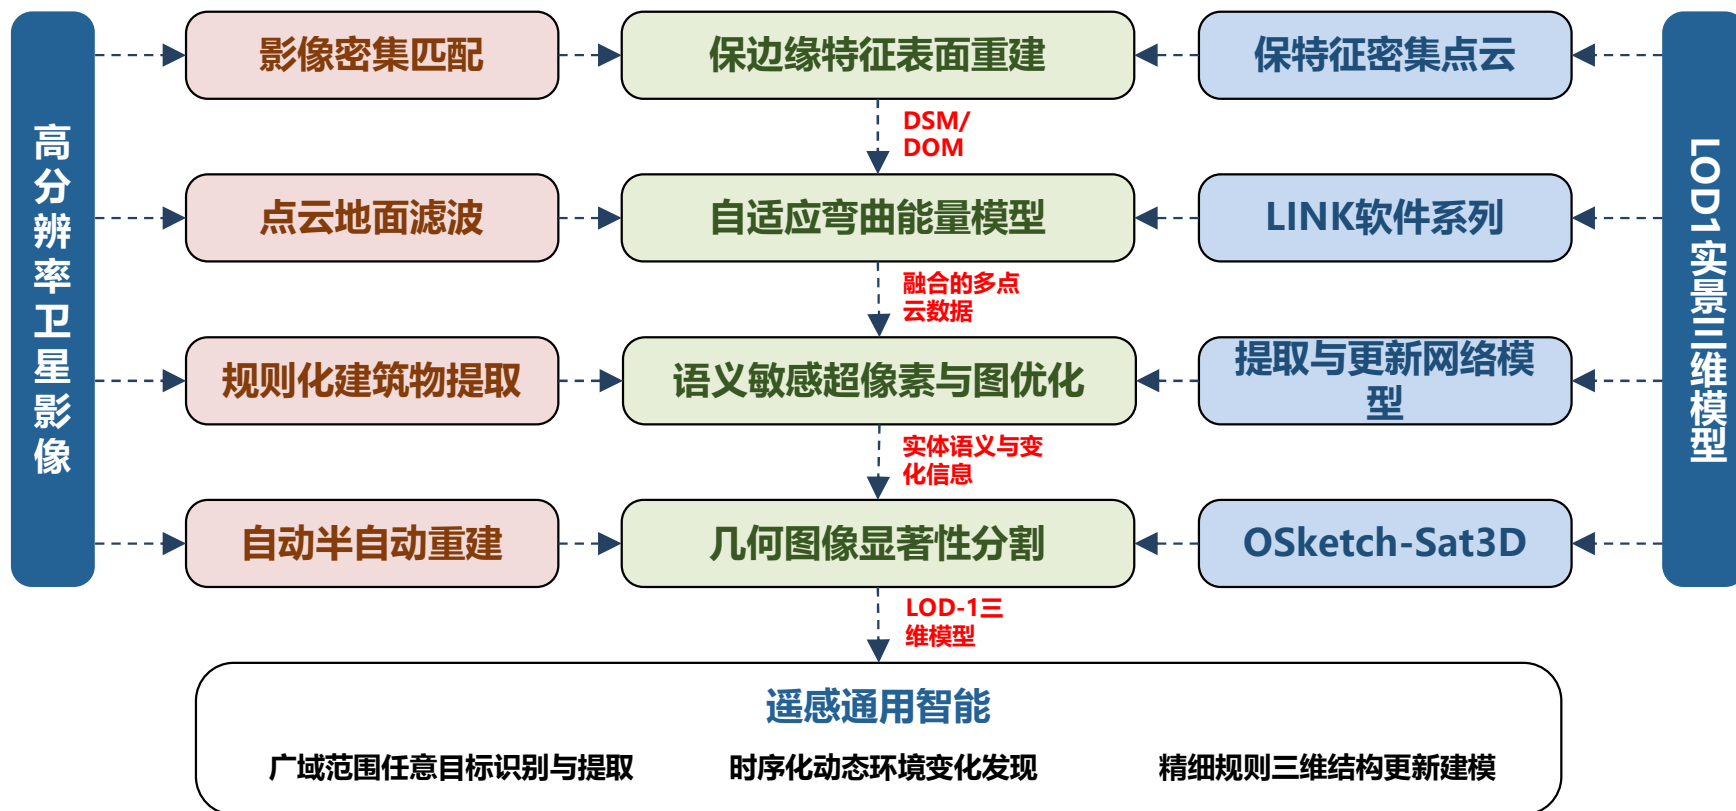 高分辨率卫星影像
影像密集匹配
保边缘特征表面重建
保特征密集点云
LOD1实景三维模型
DSM/
DOM
点云地面滤波
自适应弯曲能量模型
LINK软件系列
融合的多点
云数据
规则化建筑物提取
语义敏感超像素与图优化
提取与更新网络模
型
实体语义与变
化信息
自动半自动重建
几何图像显著性分割
OSketch-Sat3D
LOD-1三
维模型
遥感通用智能
广域范围任意目标识别与提取
时序化动态环境变化发现
精细规则三维结构更新建模